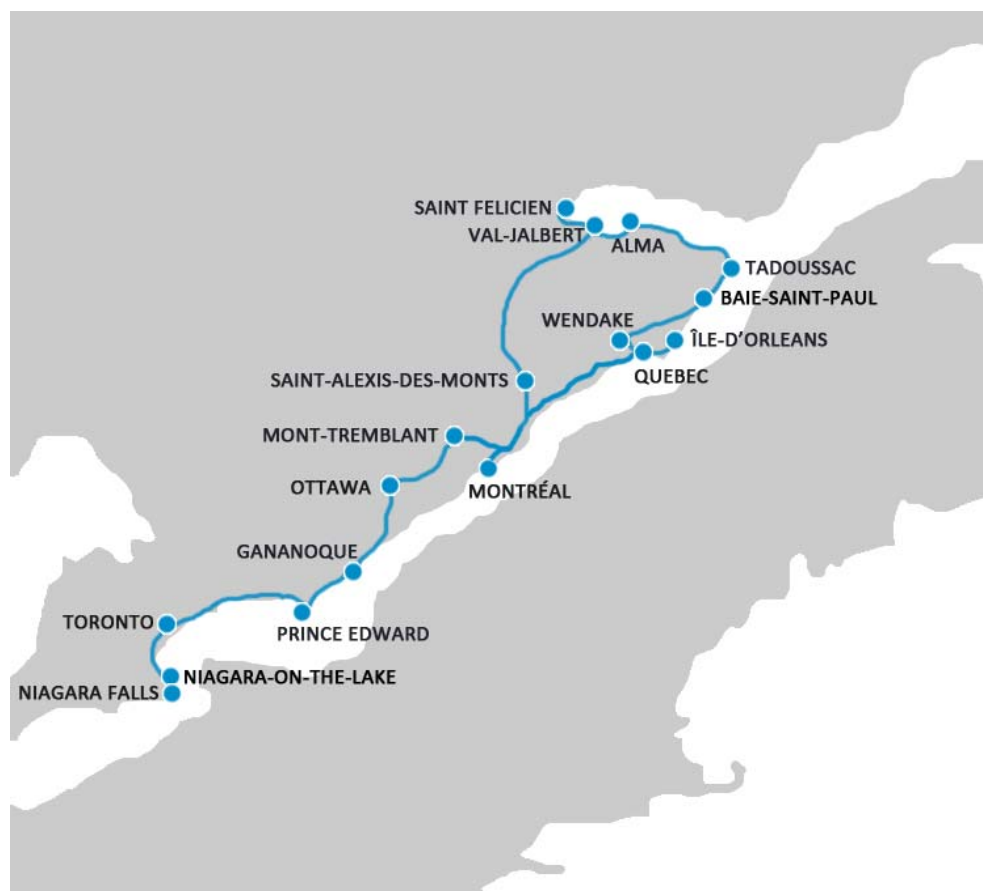 SAINT FELICIEN
VAL-JALBERT
ALMA
TADOUSSAC
BAIE-SAINT-PAUL
WENDAKE
ÎLE-D'ORLEANS
QUEBEC
SAINT-ALEXIS-DES-MONTS
MONT-TREMBLANT
OTTAWA
MONTRÉAL
GANANOQUE
TORONTO
PRINCE EDWARD
NIAGARA-ON-THE-LAKE
NIAGARA FALLS